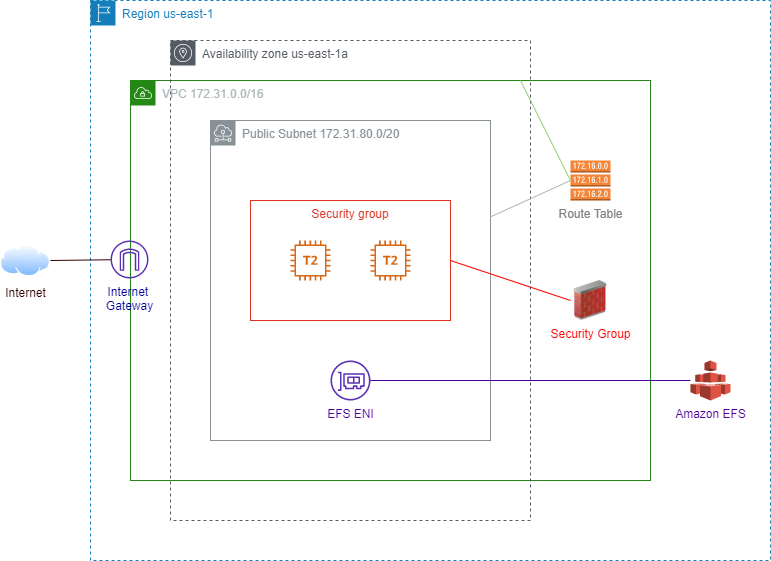 Region us-east-1
Availability zone us-east-1a
VPC 172.31.0.0/16
Public Subnet 172.31.80.0/20
172.16.0.0
172.16.1.0
172.16.2.0
Route Table
Security group
T2
T2
Internet
Internet
Gateway
Security Group
EFS ENI
Amazon EFS